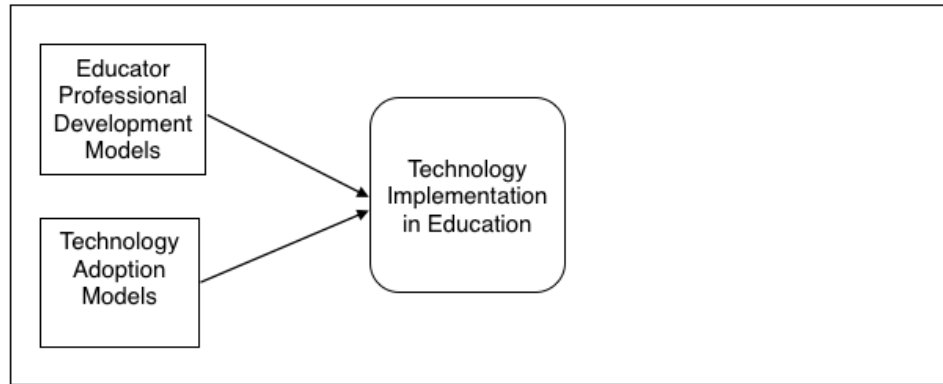 Educator
Professional
Development
Models
Technology
Adoption
Models
Technology
Implementation
in Education